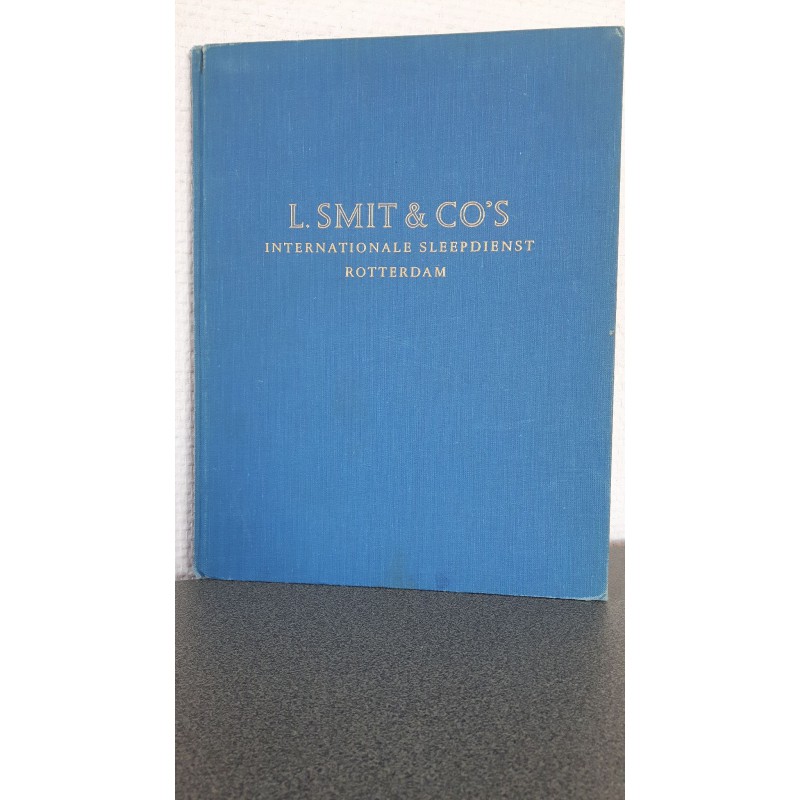 L. SMIT & CO'S
INTERNATIONALE SLEEPDIENST
ROTTERDAM